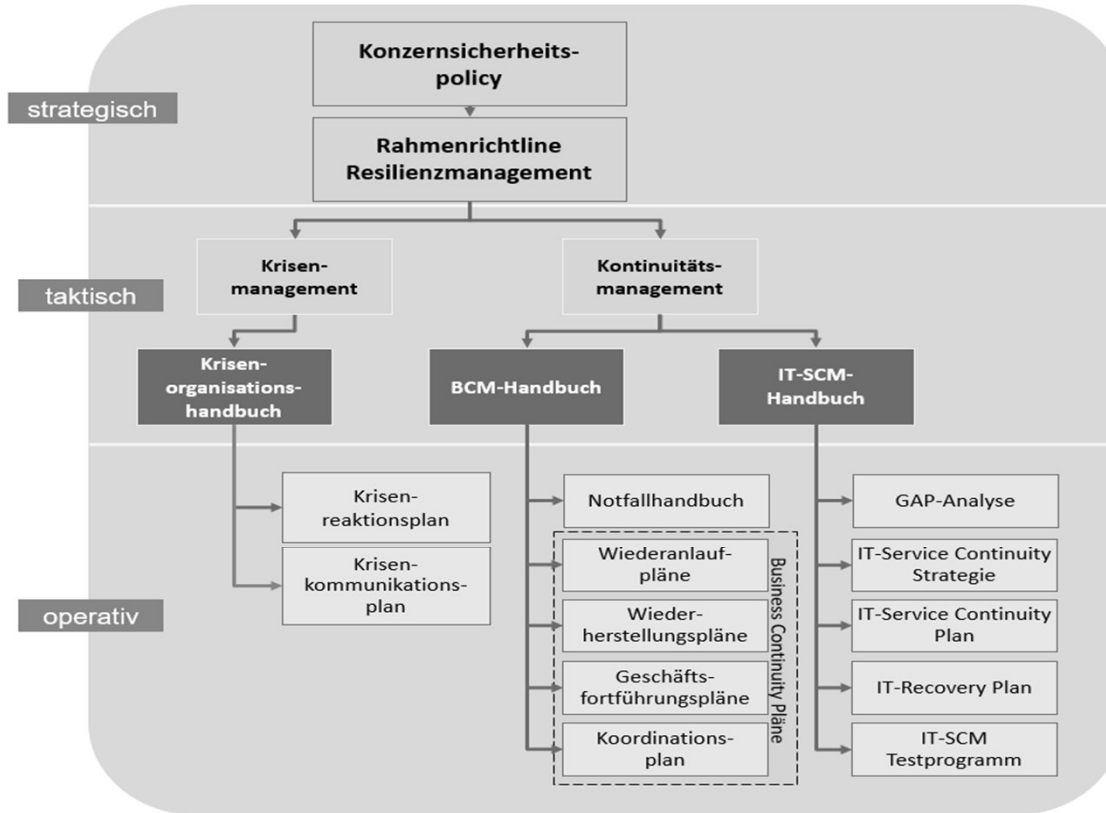 Konzernsicherheits-
policy
strategisch
Rahmenrichtline
Resilienzmanagement
Krisen-
management
Kontinuitäts-
management
taktisch
Krisen-
organisations-
handbuch
BCM-Handbuch
IT-SCM-
Handbuch
Krisen-
reaktionsplan
Krisen-
kommunikations-
plan
operativ
Notfallhandbuch
Wiederanlauf-
pläne
Wieder-
herstellungspläne
Geschäfts-
fortführungspläne
Koordinations-
plan
Business Continuity Pläne
GAP-Analyse
IT-Service Continuity
Strategie
IT-Service Continuity
Plan
IT-Recovery Plan
IT-SCM
Testprogramm